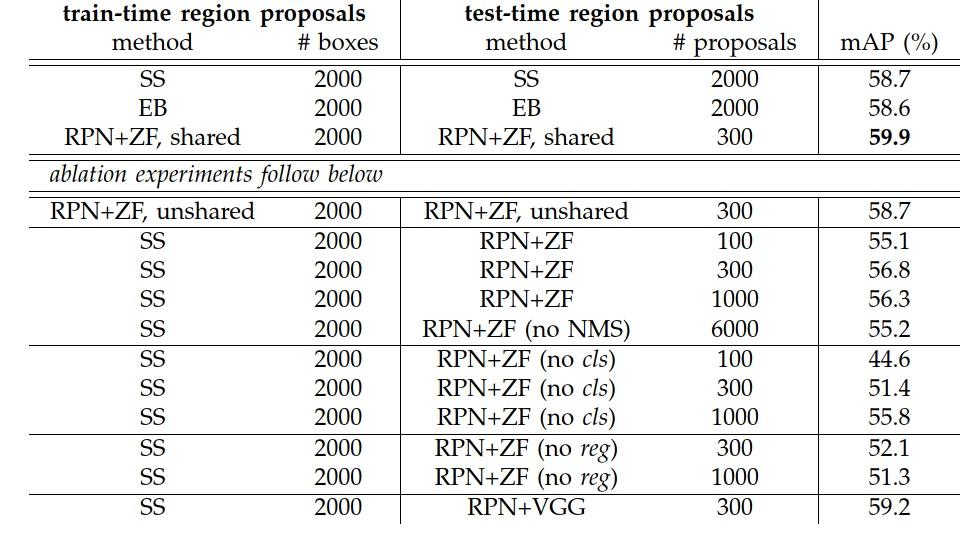 train-time region proposals test-time region proposals
method # boxes method # proposals mAP (%)
SS 2000 SS 2000 58.7
EB 2000 EB 2000 58.6
RPN+ZF, shared 2000 RPN+ZF, shared 300 59.9
ablation experiments follow below
RPN+ZF, unshared 2000 RPN+ZF, unshared 300 58.7
SS 2000 RPN+ZF 100 55.1
SS 2000 RPN+ZF 300 56.8
SS 2000 RPN+ZF 1000 56.3
SS 2000 RPN+ZF (no NMS) 6000 55.2
SS 2000 RPN+ZF (no cls) 100 44.6
SS 2000 RPN+ZF (no cls) 300 51.4
SS 2000 RPN+ZF (no cls) 1000 55.8
SS 2000 RPN+ZF (no reg) 300 52.1
SS 2000 RPN+ZF (no reg) 1000 51.3
SS 2000 RPN+VGG 300 59.2